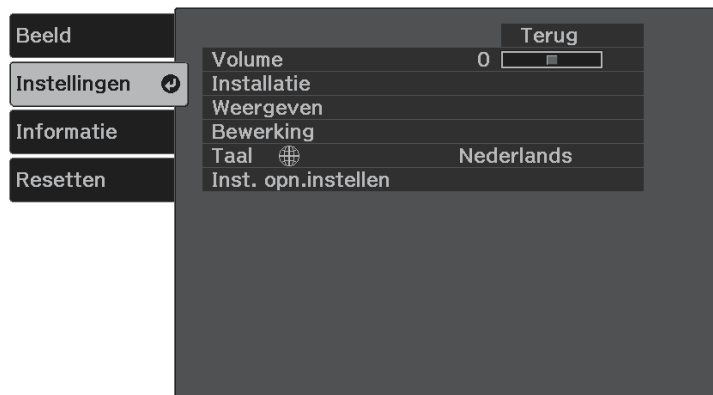 Beeld
Instellingen
Informatie
Resetten
Terug
Volume 0
Installatie
Weergeven
Bewerking
Taal Nederlands
Inst. opn.instellen